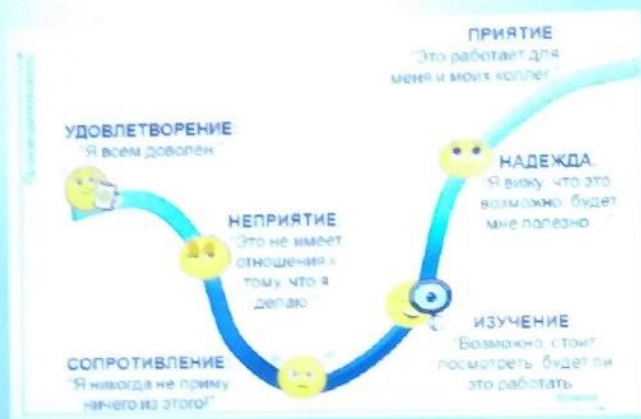 ПРИЯТИЕ
"Это работает для
меня и моих коллег"
УДОВЛЕТВОРЕНИЕ
"Я всем доволен."
НАДЕЖДА.
"Я вижу, что это
возможно, будет
мне полезно
НЕПРИЯТИЕ.
"Это не имеет
отношения к
тому, что я
делаю
ИЗУЧЕНИЕ
"Возможно, стоит
посмотреть, будет ли
это работать
СОПРОТИВЛЕНИЕ.
"Я никогда не приму
ничего из этого!"
Время